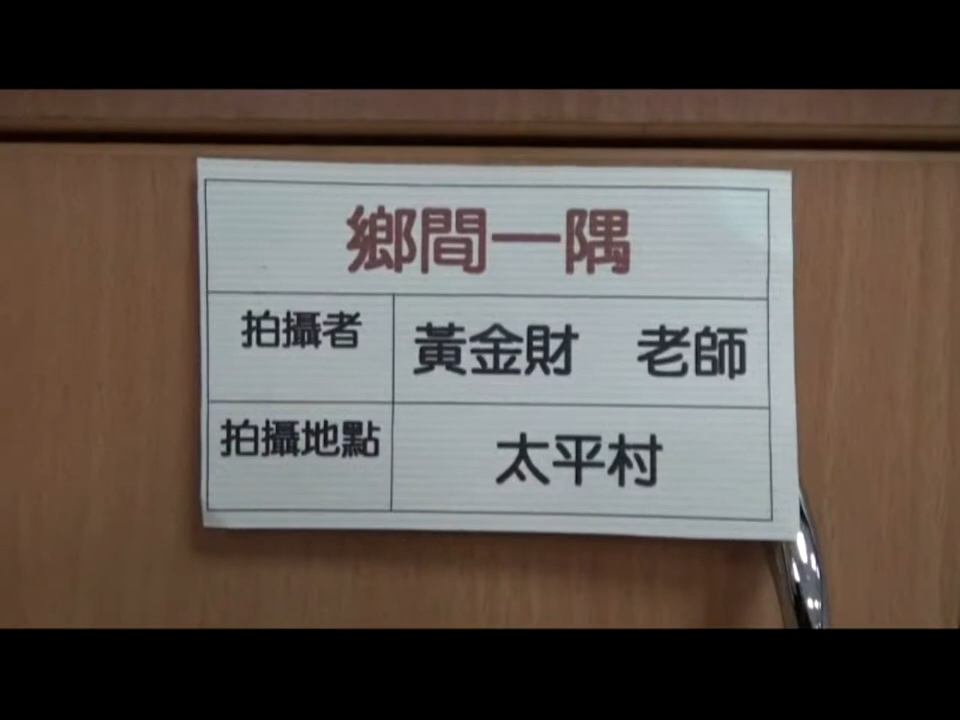 鄉間一隅
拍攝者 黃金財 老師
拍攝地點 太平村